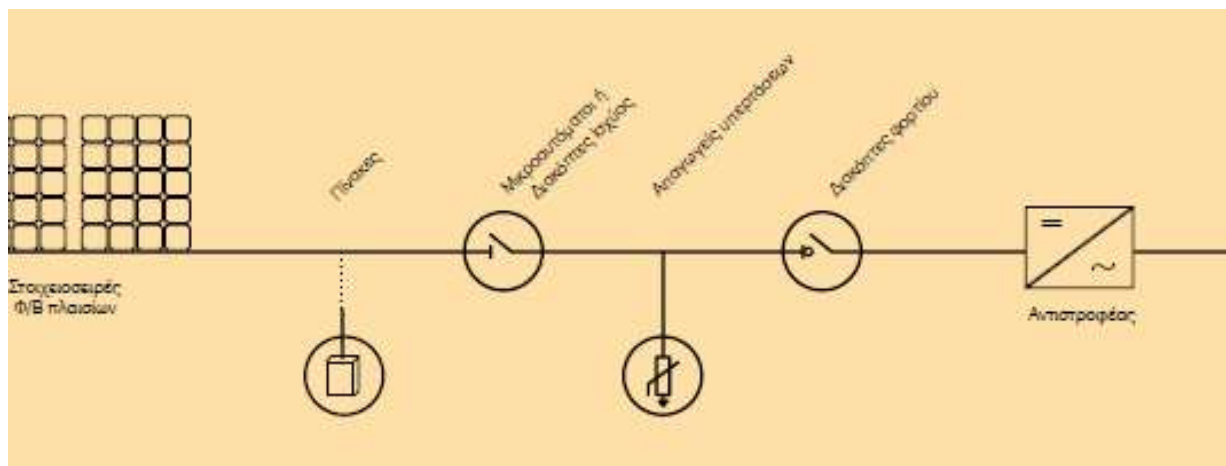 Πίνακες
Μικροαυτόματοι ή
Διακόπτες Ισχύος
Απαγωγείς υπερτάσεων
Διακόπτες φορτίου
Στοιχειοσειρές
Φ/Β πλαισίων
Αντιστροφέας